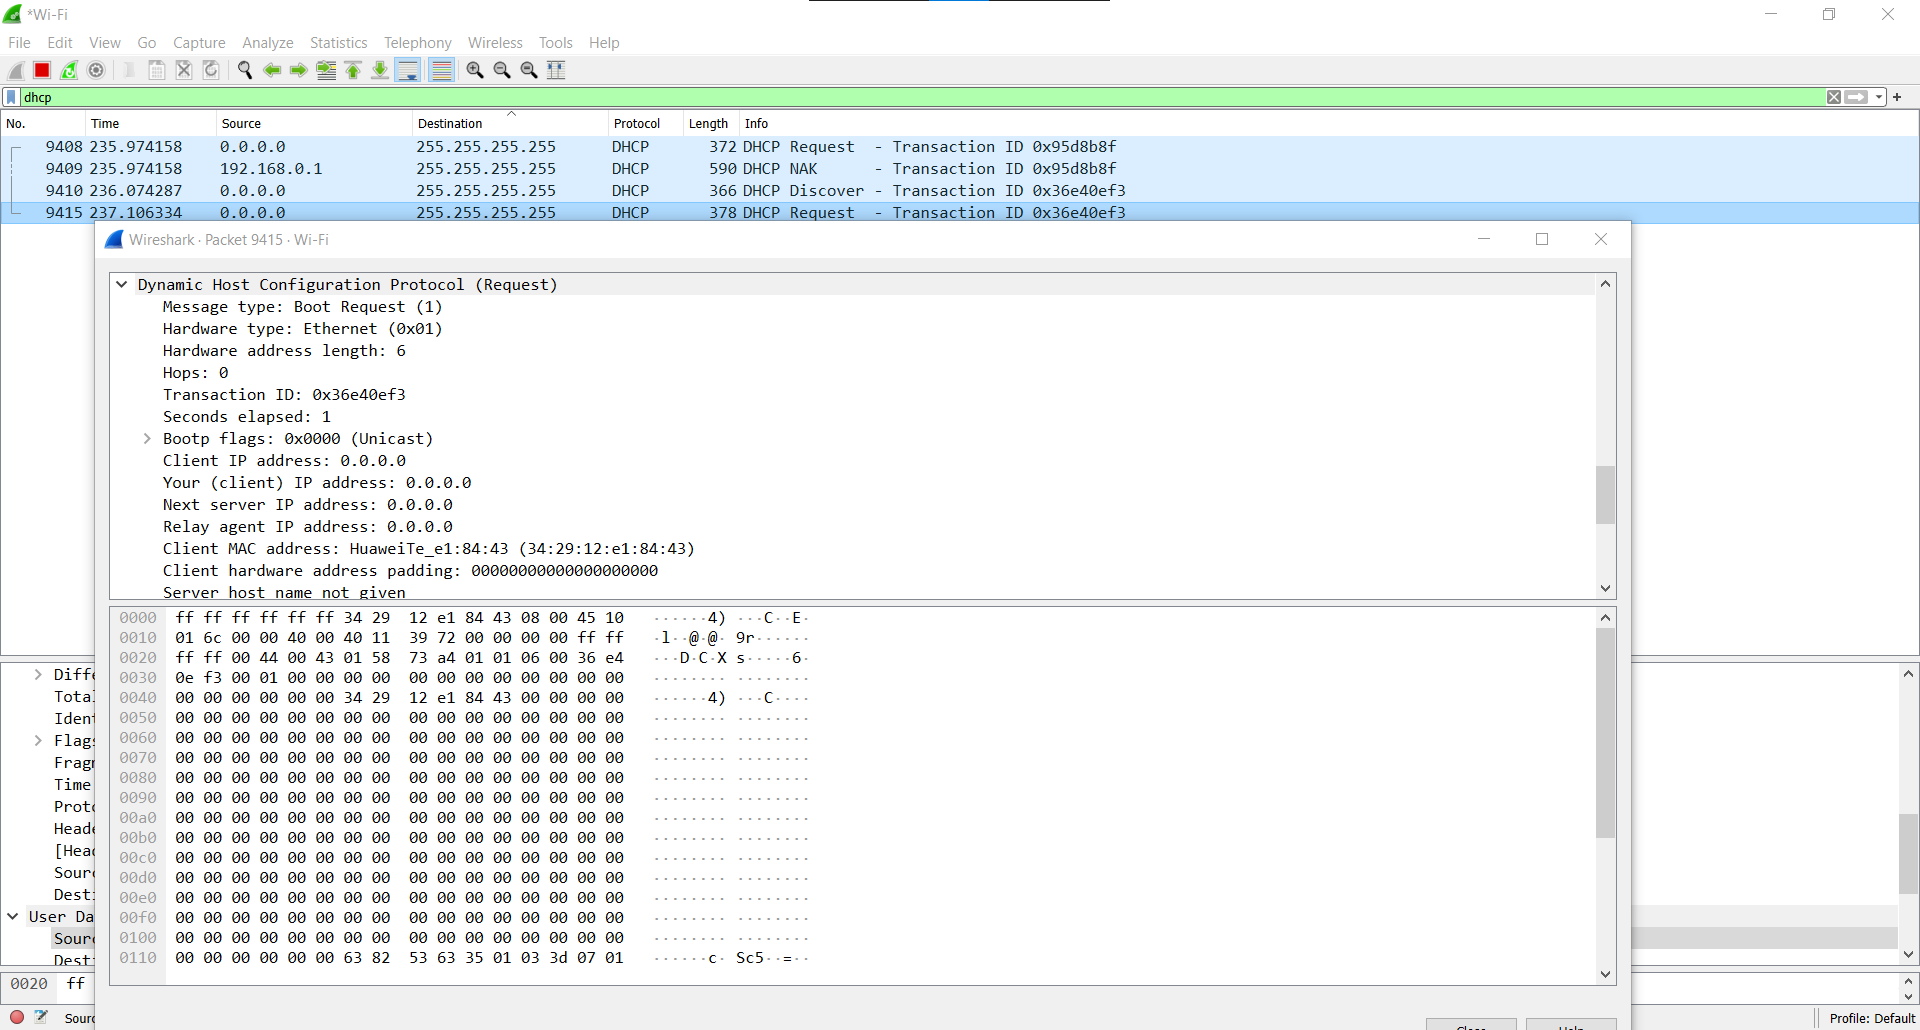 *Wi-Fi
File Edit View Go Capture Analyze Statistics Telephony Wireless Tools Help
dhcp
No. Time Source Destination Protocol Length Info
9408 235.974158 0.0.0.0 255.255.255.255 DHCP 372 DHCP Request - Transaction ID 0x95d8b8f
9409 235.974158 192.168.0.1 255.255.255.255 DHCP 590 DHCP NAK - Transaction ID 0x95d8b8f
9410 236.074287 0.0.0.0 255.255.255.255 DHCP 366 DHCP Discover - Transaction ID 0x36e40ef3
9415 237.106334 0.0.0.0 255.255.255.255 DHCP 378 DHCP Request - Transaction ID 0x36e40ef3
Wireshark · Packet 9415 · Wi-Fi
Dynamic Host Configuration Protocol (Request)
Message type: Boot Request (1)
Hardware type: Ethernet (0x01)
Hardware address length: 6
Hops: 0
Transaction ID: 0x36e40ef3
Seconds elapsed: 1
Bootp flags: 0x0000 (Unicast)
Client IP address: 0.0.0.0
Your (client) IP address: 0.0.0.0
Next server IP address: 0.0.0.0
Relay agent IP address: 0.0.0.0
Client MAC address: HuaweiTe_e1:84:43 (34:29:12:e1:84:43)
Client hardware address padding: 00000000000000000000
Server host name not given
0000 ff ff ff ff ff ff 34 29 12 e1 84 43 08 00 45 10 ······4) ···C··E·
0010 01 6c 00 00 40 00 40 11 39 72 00 00 00 00 ff ff ·l··@·@· 9r······
0020 ff ff 00 44 00 43 01 58 73 a4 01 01 06 00 36 e4 ···D·C·X s·····6·
0030 0e f3 00 01 00 00 00 00 00 00 00 00 00 00 00 00 ········ ········
0040 00 00 00 00 00 00 34 29 12 e1 84 43 00 00 00 00 ······4) ···C····
0050 00 00 00 00 00 00 00 00 00 00 00 00 00 00 00 00 ········ ········
0060 00 00 00 00 00 00 00 00 00 00 00 00 00 00 00 00 ········ ········
0070 00 00 00 00 00 00 00 00 00 00 00 00 00 00 00 00 ········ ········
0080 00 00 00 00 00 00 00 00 00 00 00 00 00 00 00 00 ········ ········
0090 00 00 00 00 00 00 00 00 00 00 00 00 00 00 00 00 ········ ········
00a0 00 00 00 00 00 00 00 00 00 00 00 00 00 00 00 00 ········ ········
00b0 00 00 00 00 00 00 00 00 00 00 00 00 00 00 00 00 ········ ········
00c0 00 00 00 00 00 00 00 00 00 00 00 00 00 00 00 00 ········ ········
00d0 00 00 00 00 00 00 00 00 00 00 00 00 00 00 00 00 ········ ········
00e0 00 00 00 00 00 00 00 00 00 00 00 00 00 00 00 00 ········ ········
00f0 00 00 00 00 00 00 00 00 00 00 00 00 00 00 00 00 ········ ········
0100 00 00 00 00 00 00 00 00 00 00 00 00 00 00 00 00 ········ ········
0110 00 00 00 00 00 00 63 82 53 63 35 01 03 3d 07 01 ······c· Sc5··=··
Diffe
Total
Ident
Flags
Fragm
Time
Proto
Heade
[Head
Sourc
Desti
User Da
Sourc
Desti
0020 ff
Sourc
Close Help
Profile: Default